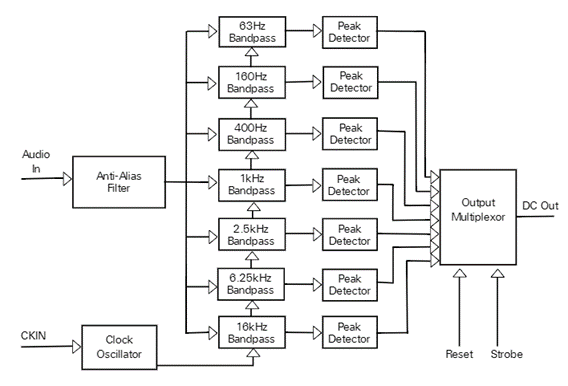 63Hz
Bandpass
Peak
Detector
160Hz
Bandpass
Peak
Detector
400Hz
Bandpass
Peak
Detector
Audio
In
Anti-Alias
Filter
1kHz
Bandpass
Peak
Detector
Output
Multiplexor
DC Out
2.5kHz
Bandpass
Peak
Detector
6.25kHz
Bandpass
Peak
Detector
CKIN
Clock
Oscillator
16kHz
Bandpass
Peak
Detector
Reset
Strobe